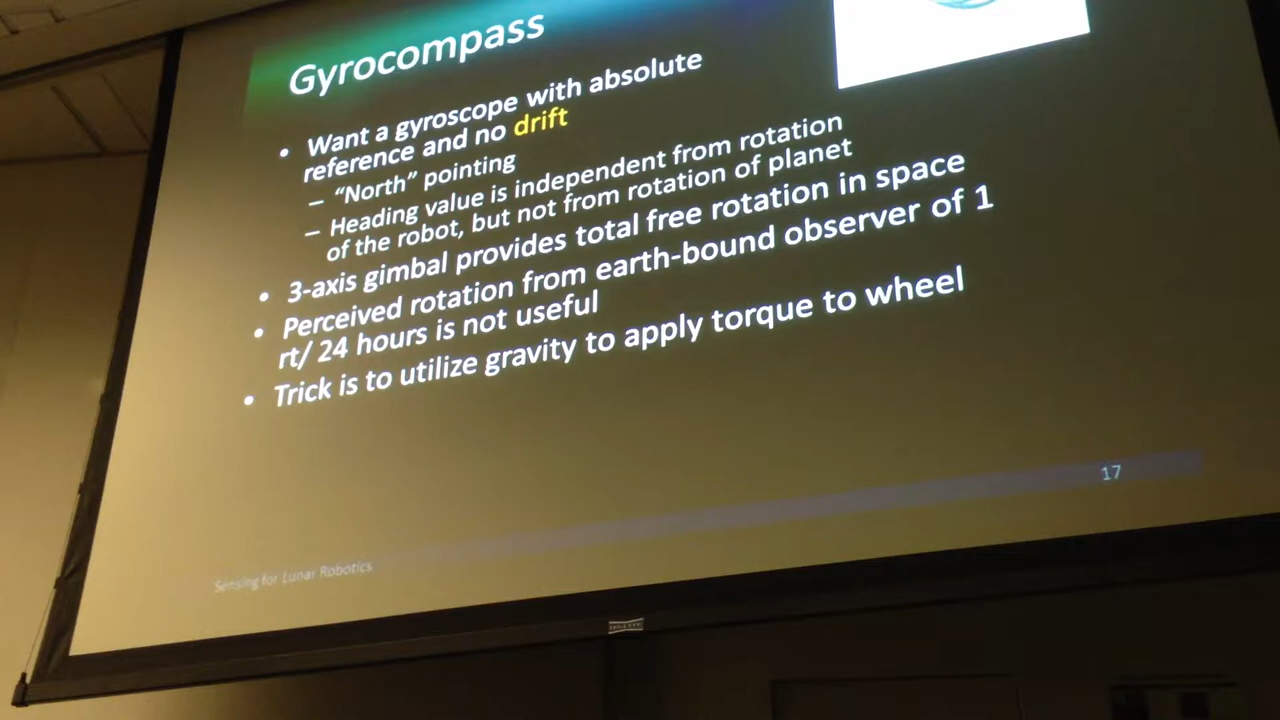 Gyrocompass
• Want a gyroscope with absolute
reference and no drift
– “North” pointing
– Heading value is independent from rotation
of the robot, but not from rotation of planet
• 3-axis gimbal provides total free rotation in space
• Perceived rotation from earth-bound observer of 1
rt/ 24 hours is not useful
• Trick is to utilize gravity to apply torque to wheel
17
Sensing for Lunar Robotics